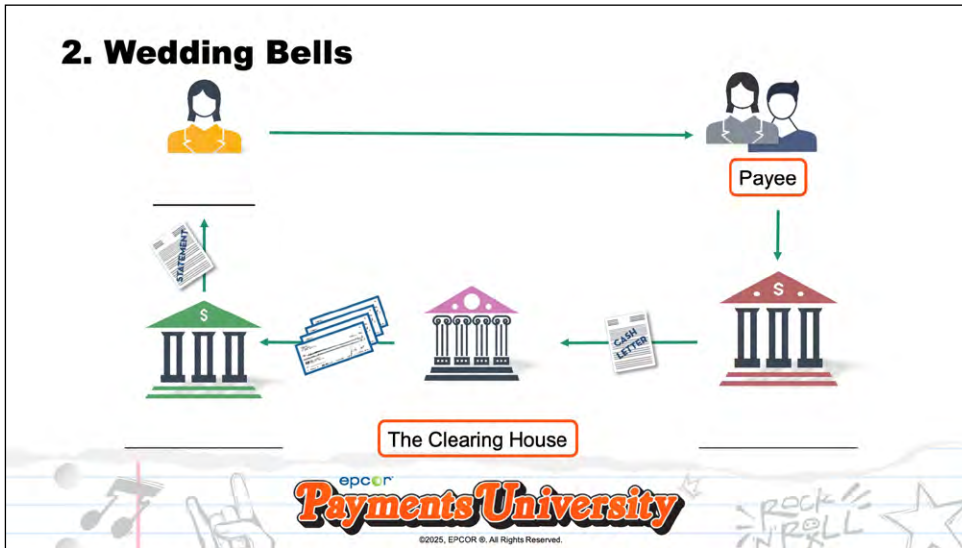 2. Wedding Bells
Payee
STATEMENT
$
$
CASH
LETTER
The Clearing House
epcor
Payments University
ROCK
'N'ROLL
©2025, EPCOR ®. All Rights Reserved.